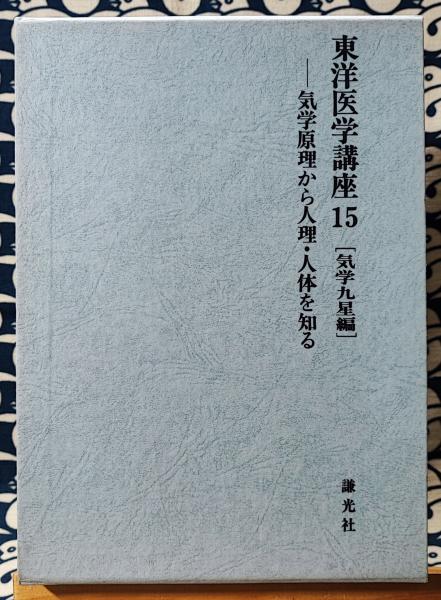 東洋医学講座15［気学九星編］
──気学原理から人理・人体を知る
謙光社